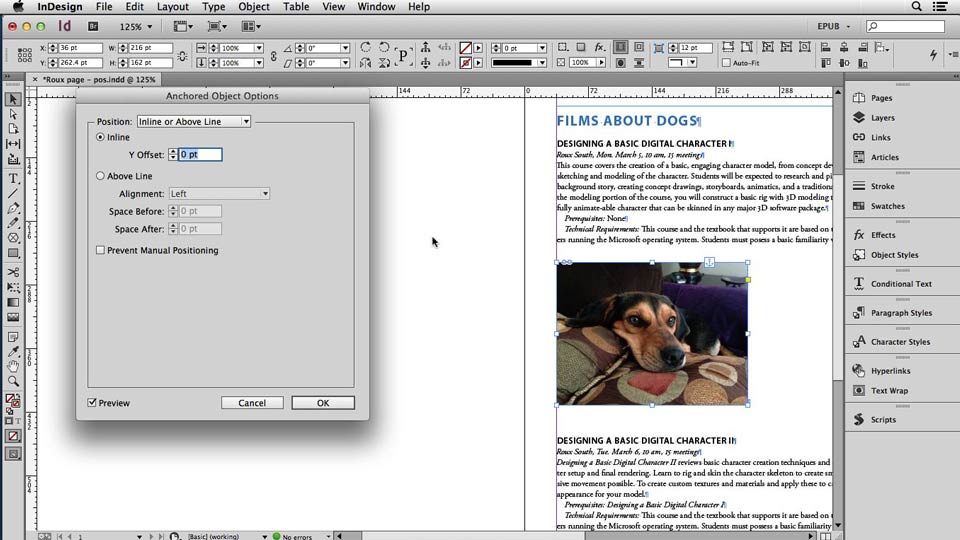 InDesign File Edit Layout Type Object Table View Window Help
Id Br 125% EPUB
X: 36 pt W: 216 pt 100% 0° P 0 pt fx. 12 pt
Y: 262.4 pt H: 162 pt 100% 0° 100% Auto-Fit
× *Roux page - pos.indd @ 125%
144 72 0 72 144 216 288
Anchored Object Options
Position: Inline or Above Line
Inline
Y Offset: 0 pt
Above Line
Alignment: Left
Space Before: 0 pt
Space After: 0 pt
Prevent Manual Positioning
Preview Cancel OK
FILMS ABOUT DOGS¶
DESIGNING A BASIC DIGITAL CHARACTER I¶
Roux South, Mon. March 5, 10 am, 15 meetings¶
This course covers the creation of a basic, engaging character model, from concept de
sketching and modeling of the character. Students will be expected to research and pi
background story, creating concept drawings, storyboards, animatics, and a traditiona
the modeling portion of the course, you will construct a basic rig with 3D modeling t
fully animate-able character that can be skinned in any major 3D software package.¶
Prerequisites: None¶
Technical Requirements: This course and the textbook that supports it are based on t
ers running the Microsoft operating system. Students must possess a basic familiarity v
DESIGNING A BASIC DIGITAL CHARACTER II¶
Roux South, Tue. March 6, 10 am, 15 meetings¶
Designing a Basic Digital Character II reviews basic character creation techniques and
ter setup and final rendering. Learn to rig and skin the character skeleton to create sm
sive movement possible. To create custom textures and materials and apply these to c
appearance for your model.¶
Prerequisites: Designing a Basic Digital Character I¶
Technical Requirements: This course and the textbook that supports it are based on t
ers running the Microsoft operating system. Students must possess a basic familiarity v
Pages
Layers
Links
Articles
Stroke
Swatches
Effects
Object Styles
Conditional Text
Paragraph Styles
Character Styles
Hyperlinks
Text Wrap
Scripts
1 [Basic] (working) No errors